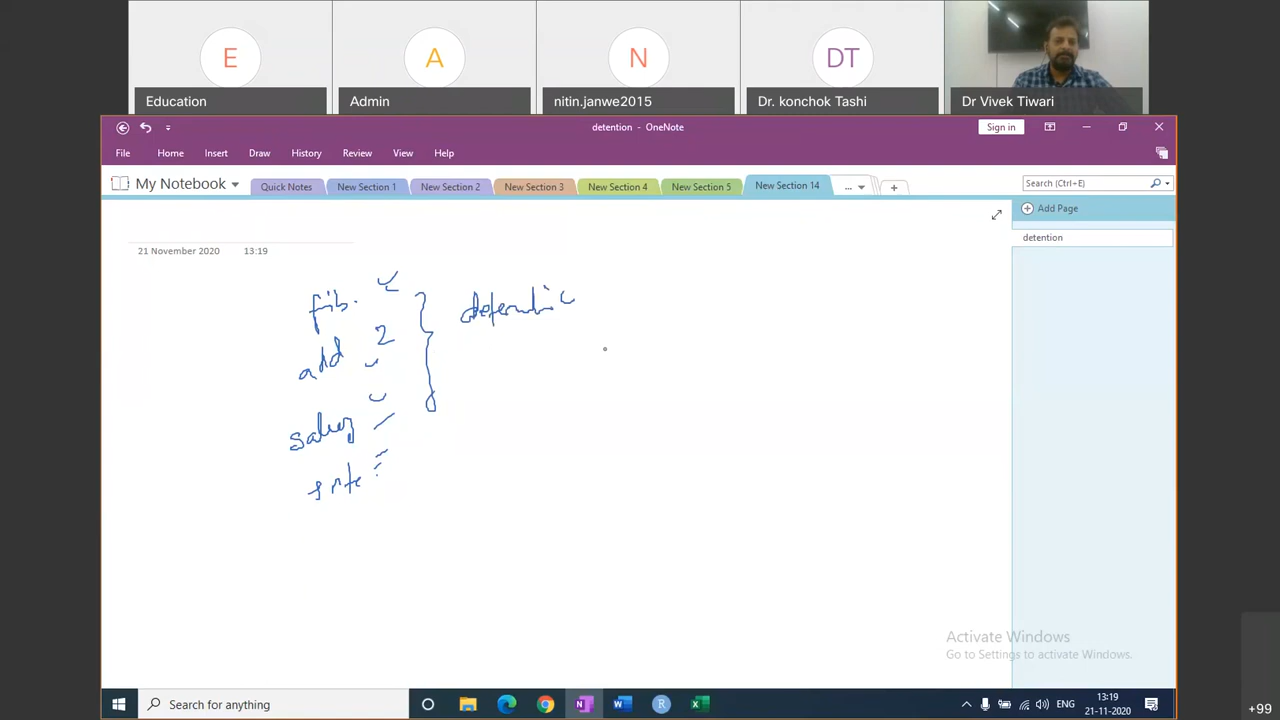 E
A
N
DT
Education
Admin
nitin.janwe2015
Dr. konchok Tashi
Dr Vivek Tiwari
detention - OneNote
Sign in
File Home Insert Draw History Review View Help
My Notebook
Quick Notes New Section 1 New Section 2 New Section 3 New Section 4 New Section 5 New Section 14 ... +
Search (Ctrl+E)
Add Page
detention
21 November 2020 13:19
fib.
add 2
Activate Windows
Go to Settings to activate Windows.
Search for anything
ENG
13:19
21-11-2020
+99